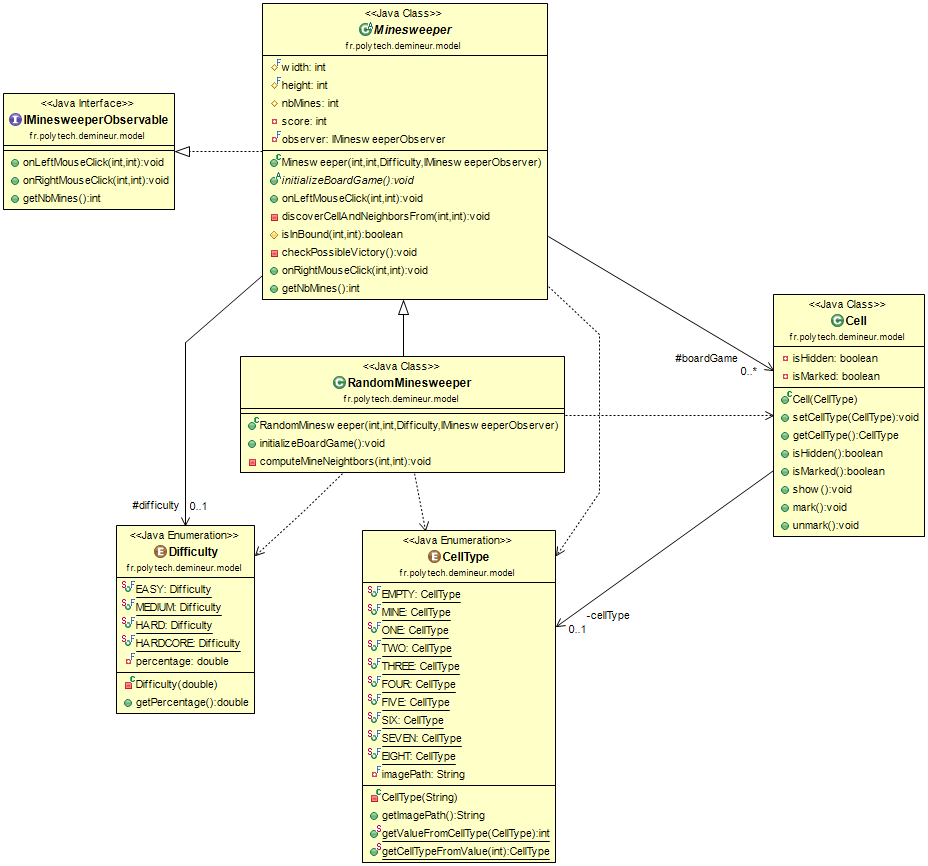 <<Java Class>>
Minesweeper
fr.polytech.demineur.model
width: int
height: int
nbMines: int
score: int
observer: IMinesweeperObserver
Minesweeper(int,int,Difficulty,IMinesweeperObserver)
initializeBoardGame():void
onLeftMouseClick(int,int):void
discoverCellAndNeighborsFrom(int,int):void
isInBound(int,int):boolean
checkPossibleVictory():void
onRightMouseClick(int,int):void
getNbMines():int
<<Java Interface>>
IMinesweeperObservable
fr.polytech.demineur.model
onLeftMouseClick(int,int):void
onRightMouseClick(int,int):void
getNbMines():int
<<Java Class>>
Cell
fr.polytech.demineur.model
isHidden: boolean
isMarked: boolean
Cell(CellType)
setCellType(CellType):void
getCellType():CellType
isHidden():boolean
isMarked():boolean
show():void
mark():void
unmark():void
#boardGame
0..*
<<Java Class>>
RandomMinesweeper
fr.polytech.demineur.model
RandomMinesweeper(int,int,Difficulty,IMinesweeperObserver)
initializeBoardGame():void
computeMineNeightbors(int,int):void
#difficulty
0..1
<<Java Enumeration>>
Difficulty
fr.polytech.demineur.model
EASY: Difficulty
MEDIUM: Difficulty
HARD: Difficulty
HARDCORE: Difficulty
percentage: double
Difficulty(double)
getPercentage():double
<<Java Enumeration>>
CellType
fr.polytech.demineur.model
EMPTY: CellType
MINE: CellType
ONE: CellType
TWO: CellType
THREE: CellType
FOUR: CellType
FIVE: CellType
SIX: CellType
SEVEN: CellType
EIGHT: CellType
imagePath: String
CellType(String)
getImagePath():String
getValueFromCellType(CellType):int
getCellTypeFromValue(int):CellType
-cellType
0..1